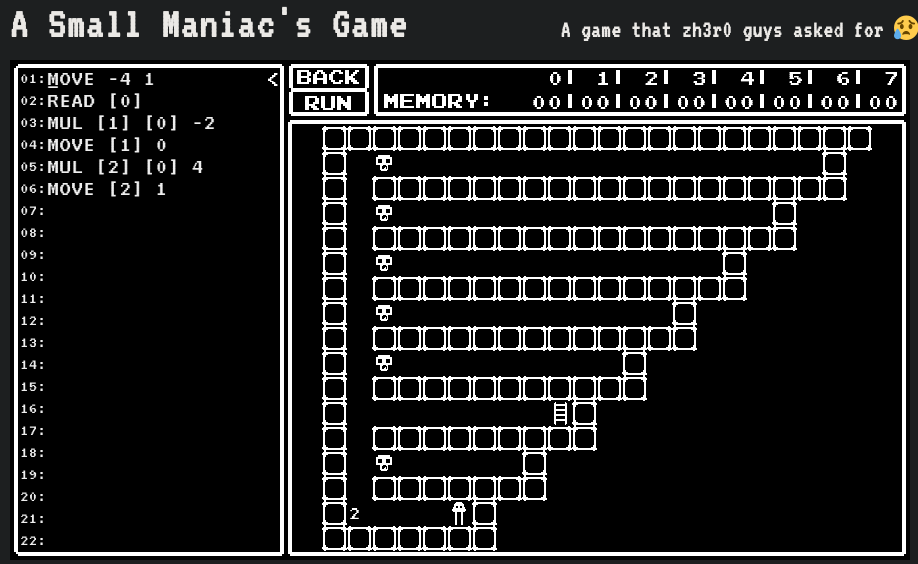 A Small Maniac's Game
A game that zh3r0 guys asked for 😥
01:MOVE -4 1 <
02:READ [0]
03:MUL [1] [0] -2
04:MOVE [1] 0
05:MUL [2] [0] 4
06:MOVE [2] 1
07:
08:
09:
10:
11:
12:
13:
14:
15:
16:
17:
18:
19:
20:
21:
22:
BACK
RUN
0| 1| 2| 3| 4| 5| 6| 7
MEMORY: 00|00|00|00|00|00|00|00
2